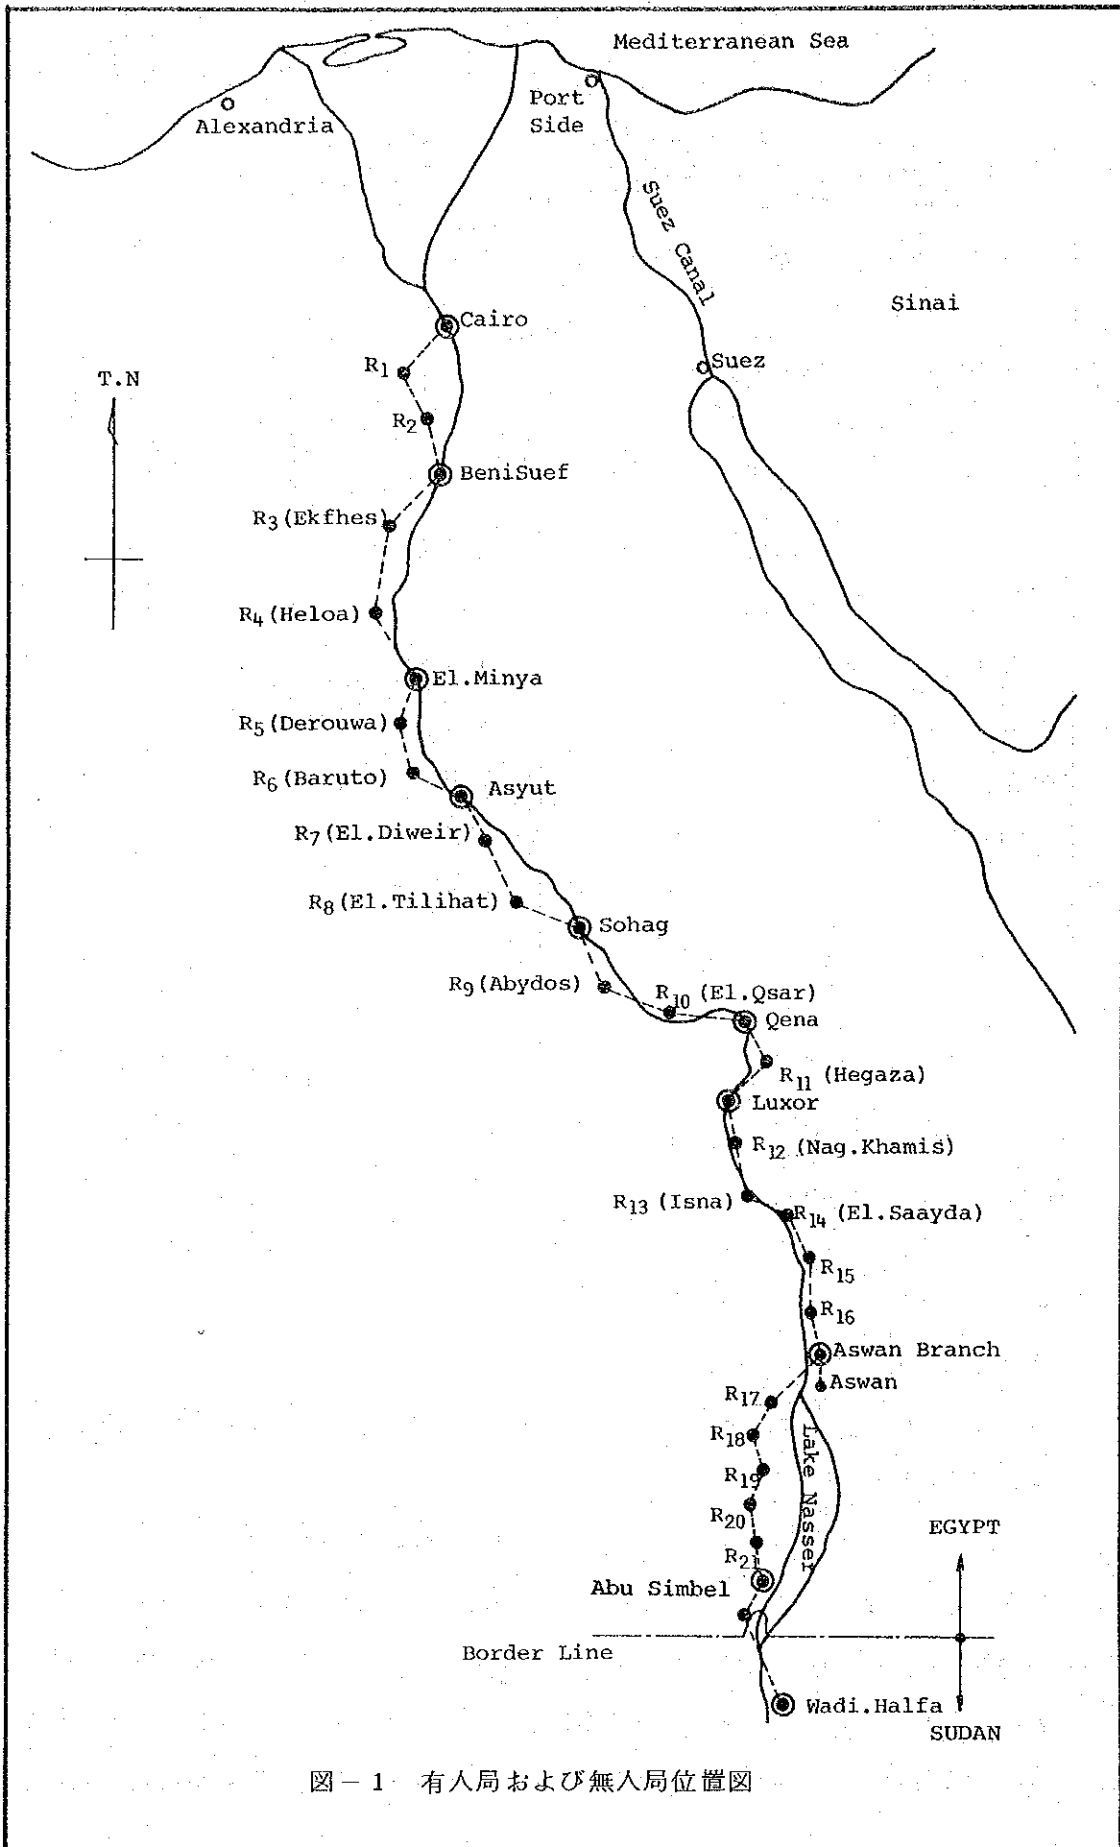 Mediterranean Sea
Port
Side
Alexandria
Suez Canal
Sinai
Cairo
Suez
R1
T.N
R2
BeniSuef
R3 (Ekfhes)
R4 (Heloa)
El.Minya
R5 (Derouwa)
R6 (Baruto)
Asyut
R7 (El.Diweir)
R8 (El.Tilihat)
Sohag
R9 (Abydos)
R10 (El.Qsar)
Qena
R11 (Hegaza)
Luxor
R12 (Nag.Khamis)
R13 (Isna)
R14 (El.Saayda)
R15
R16
Aswan Branch
Aswan
R17
R18
Lake Nasser
R19
R20
EGYPT
R21
Abu Simbel
Border Line
Wadi.Halfa
SUDAN
図-1 有人局および無人局位置図